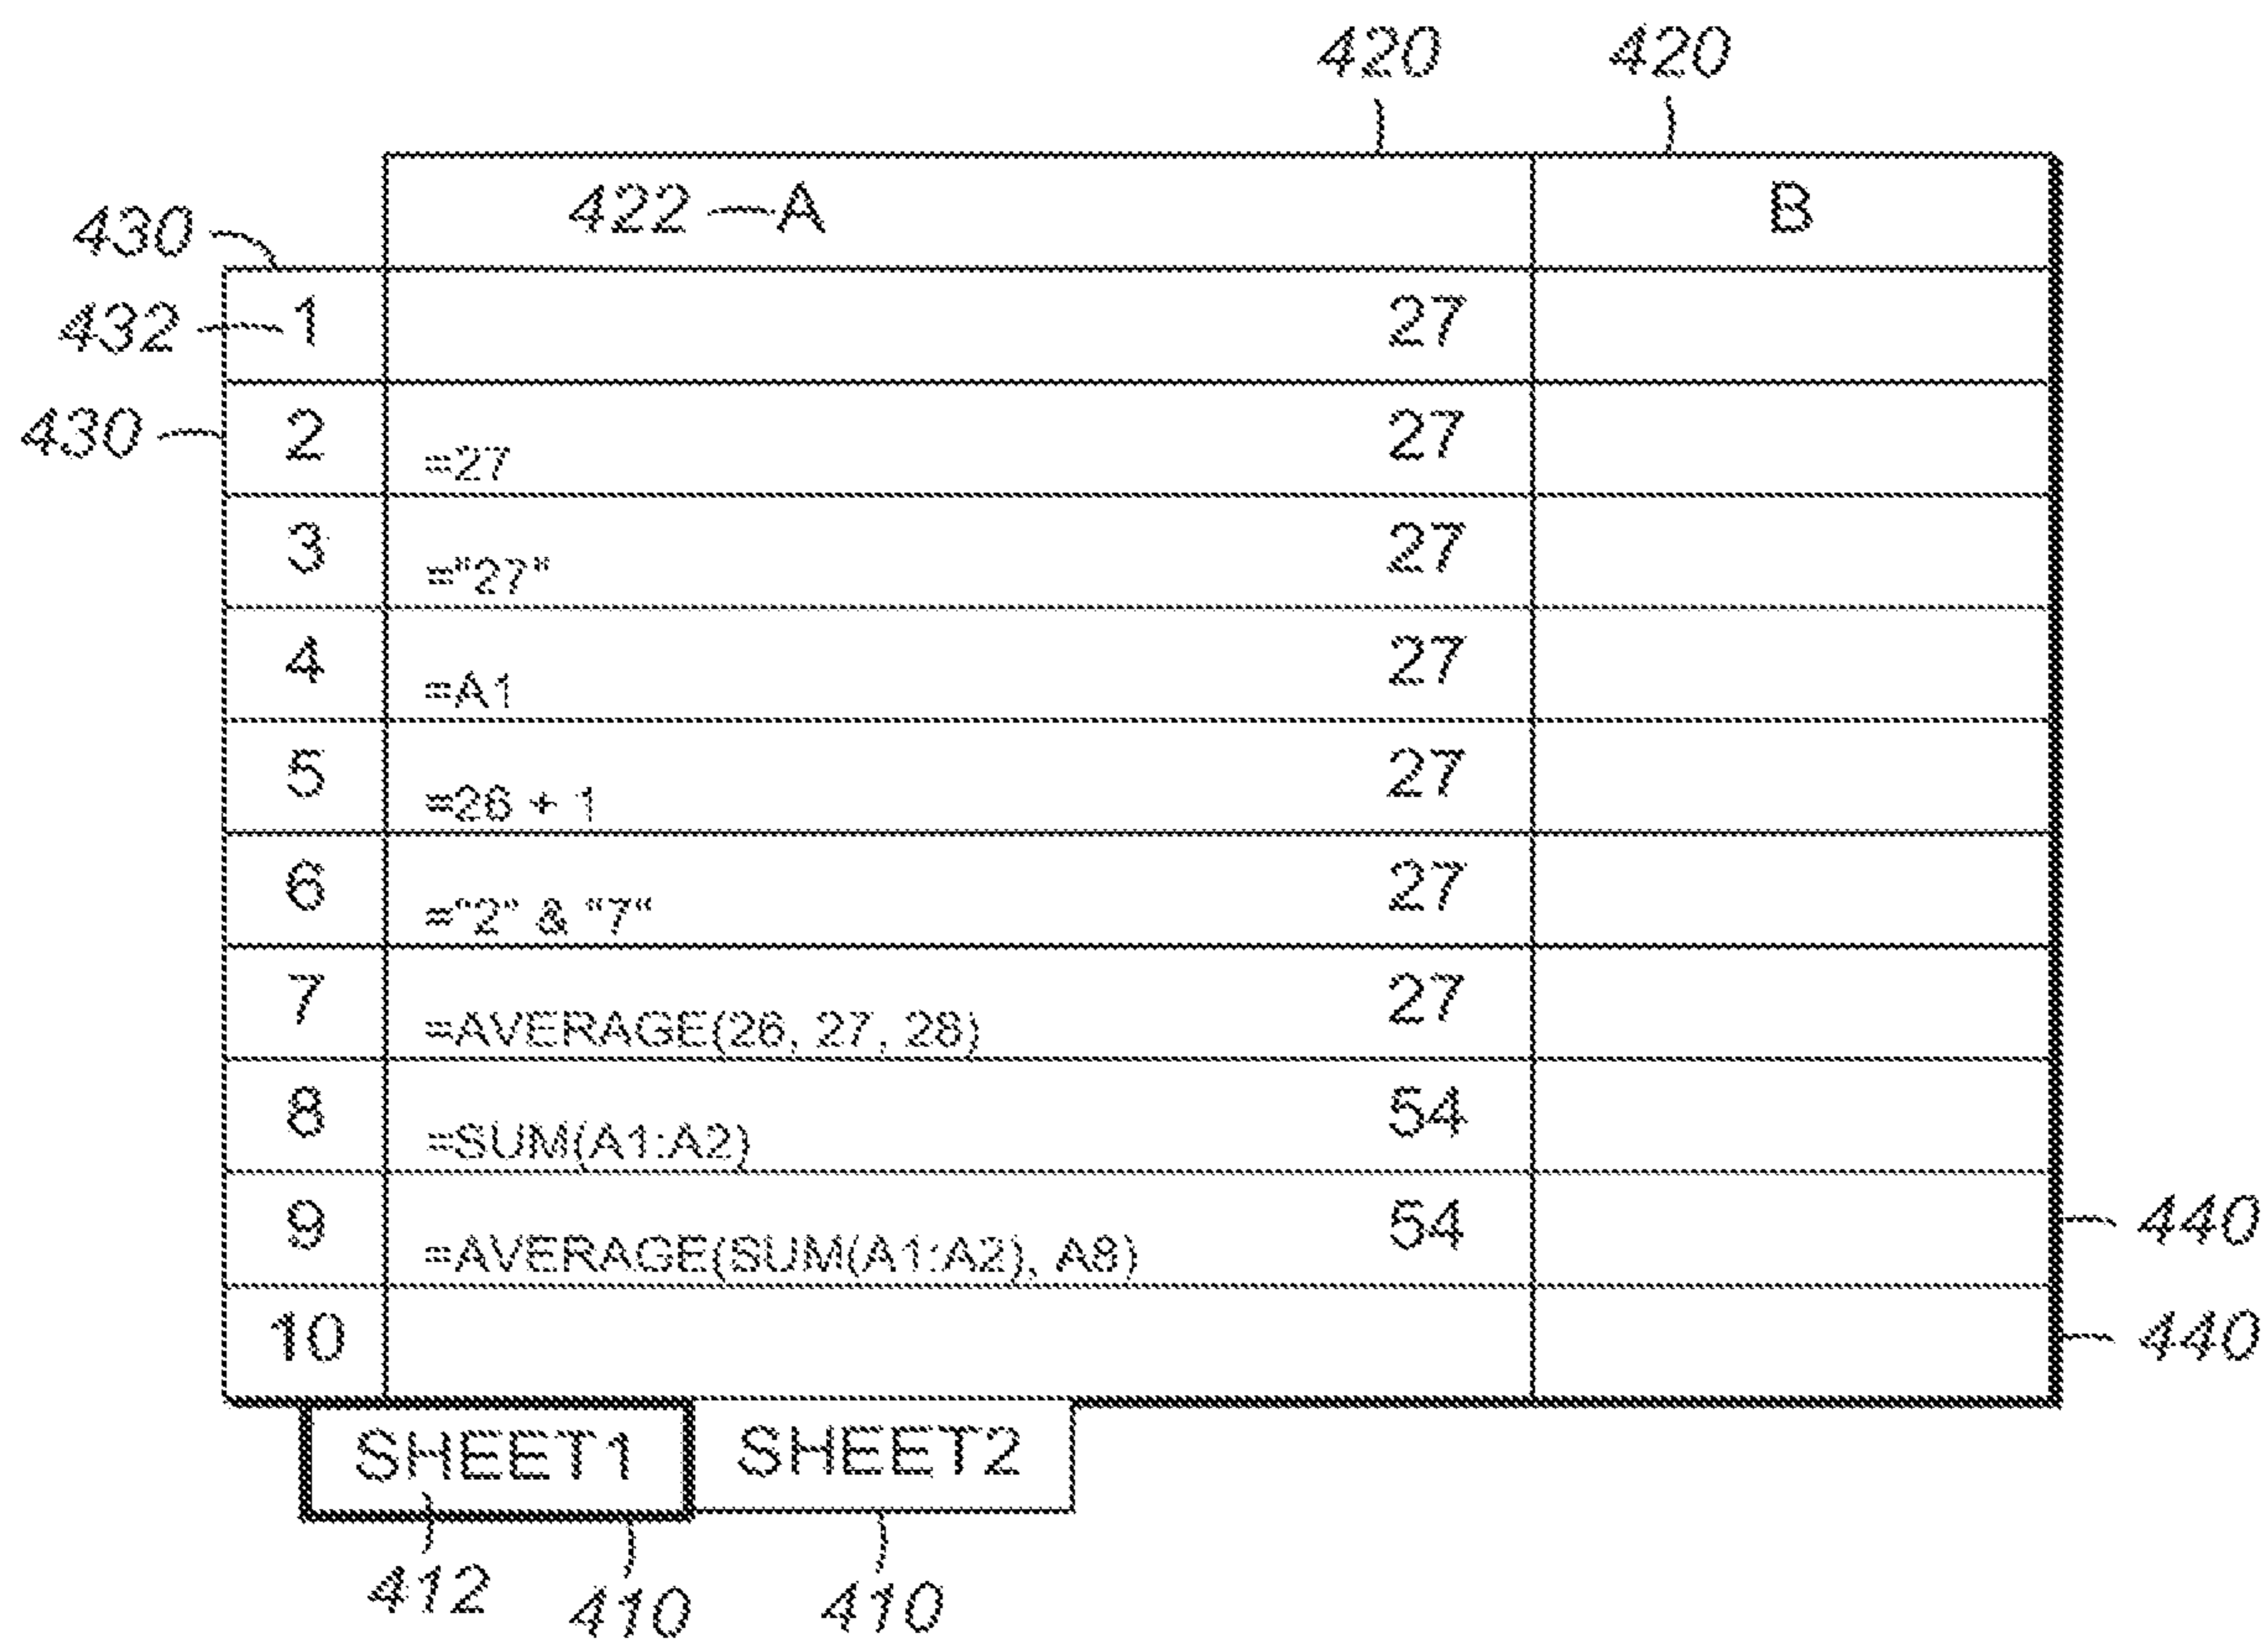 420 420
422 A B
430
432 1 27
430 2 =27 27
3 ="27" 27
4 =A1 27
5 =26 + 1 27
6 ="2" & "7" 27
7 =AVERAGE(26, 27, 28) 27
8 =SUM(A1:A2) 54
9 =AVERAGE(SUM(A1:A2), A8) 54 440
10 440
SHEET1 SHEET2
412 410 410